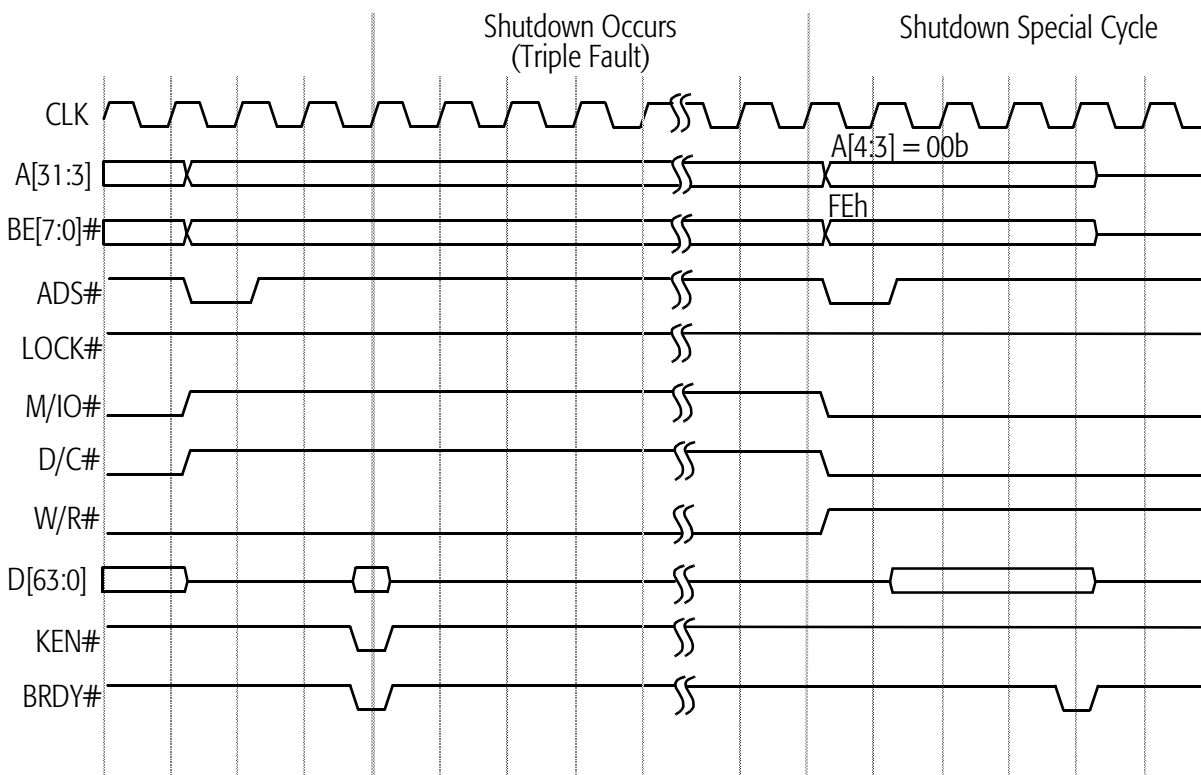 Shutdown Occurs
(Triple Fault)
Shutdown Special Cycle
CLK
A[4:3] = 00b
A[31:3]
FEh
BE[7:0]#
ADS#
LOCK#
M/IO#
D/C#
W/R#
D[63:0]
KEN#
BRDY#